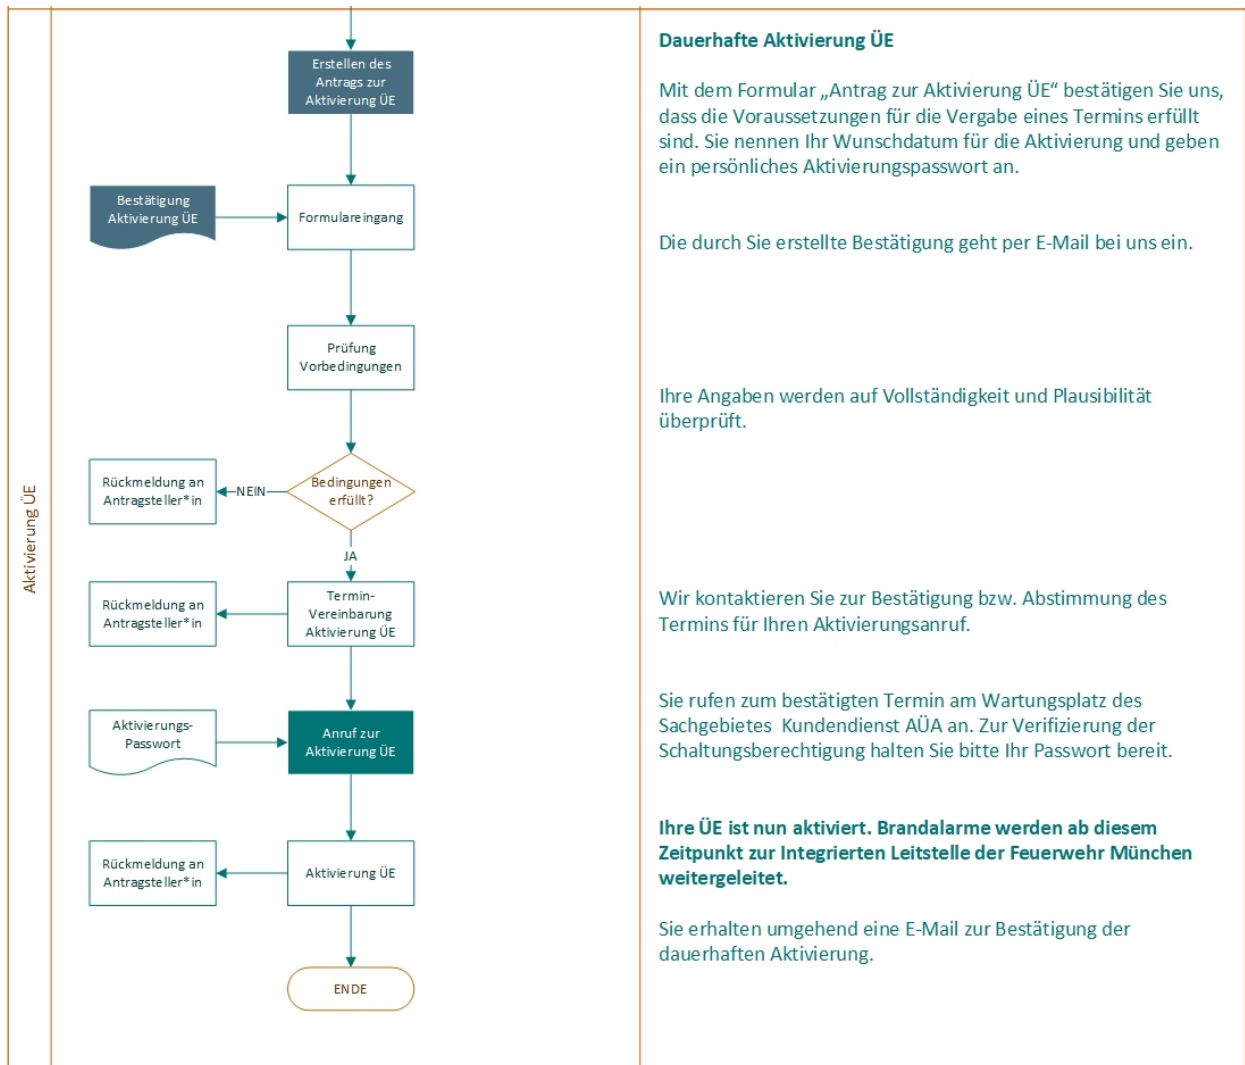 Aktivierung ÜE
Erstellen des
Antrags zur
Aktivierung ÜE
Bestätigung
Aktivierung ÜE
Formulareingang
Prüfung
Vorbedingungen
Bedingungen
erfüllt?
NEIN
Rückmeldung an
Antragsteller*in
JA
Termin-
Vereinbarung
Aktivierung ÜE
Rückmeldung an
Antragsteller*in
Aktivierungs-
Passwort
Anruf zur
Aktivierung ÜE
Rückmeldung an
Antragsteller*in
Aktivierung ÜE
ENDE
Dauerhafte Aktivierung ÜE
Mit dem Formular „Antrag zur Aktivierung ÜE“ bestätigen Sie uns,
dass die Voraussetzungen für die Vergabe eines Termins erfüllt
sind. Sie nennen Ihr Wunschdatum für die Aktivierung und geben
ein persönliches Aktivierungspasswort an.
Die durch Sie erstellte Bestätigung geht per E-Mail bei uns ein.
Ihre Angaben werden auf Vollständigkeit und Plausibilität
überprüft.
Wir kontaktieren Sie zur Bestätigung bzw. Abstimmung des
Termins für Ihren Aktivierungsanruf.
Sie rufen zum bestätigten Termin am Wartungsplatz des
Sachgebietes Kundendienst AÜA an. Zur Verifizierung der
Schaltungsberechtigung halten Sie bitte Ihr Passwort bereit.
Ihre ÜE ist nun aktiviert. Brandalarme werden ab diesem
Zeitpunkt zur Integrierten Leitstelle der Feuerwehr München
weitergeleitet.
Sie erhalten umgehend eine E-Mail zur Bestätigung der
dauerhaften Aktivierung.